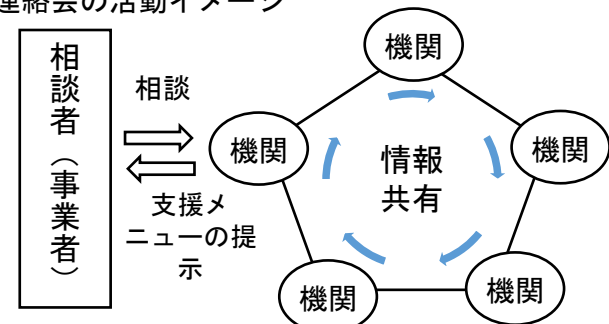 連絡会の活動イメージ
相談者（事業者）
相談
支援メ
ニューの提
示
機関
機関
機関
機関
機関
情報
共有